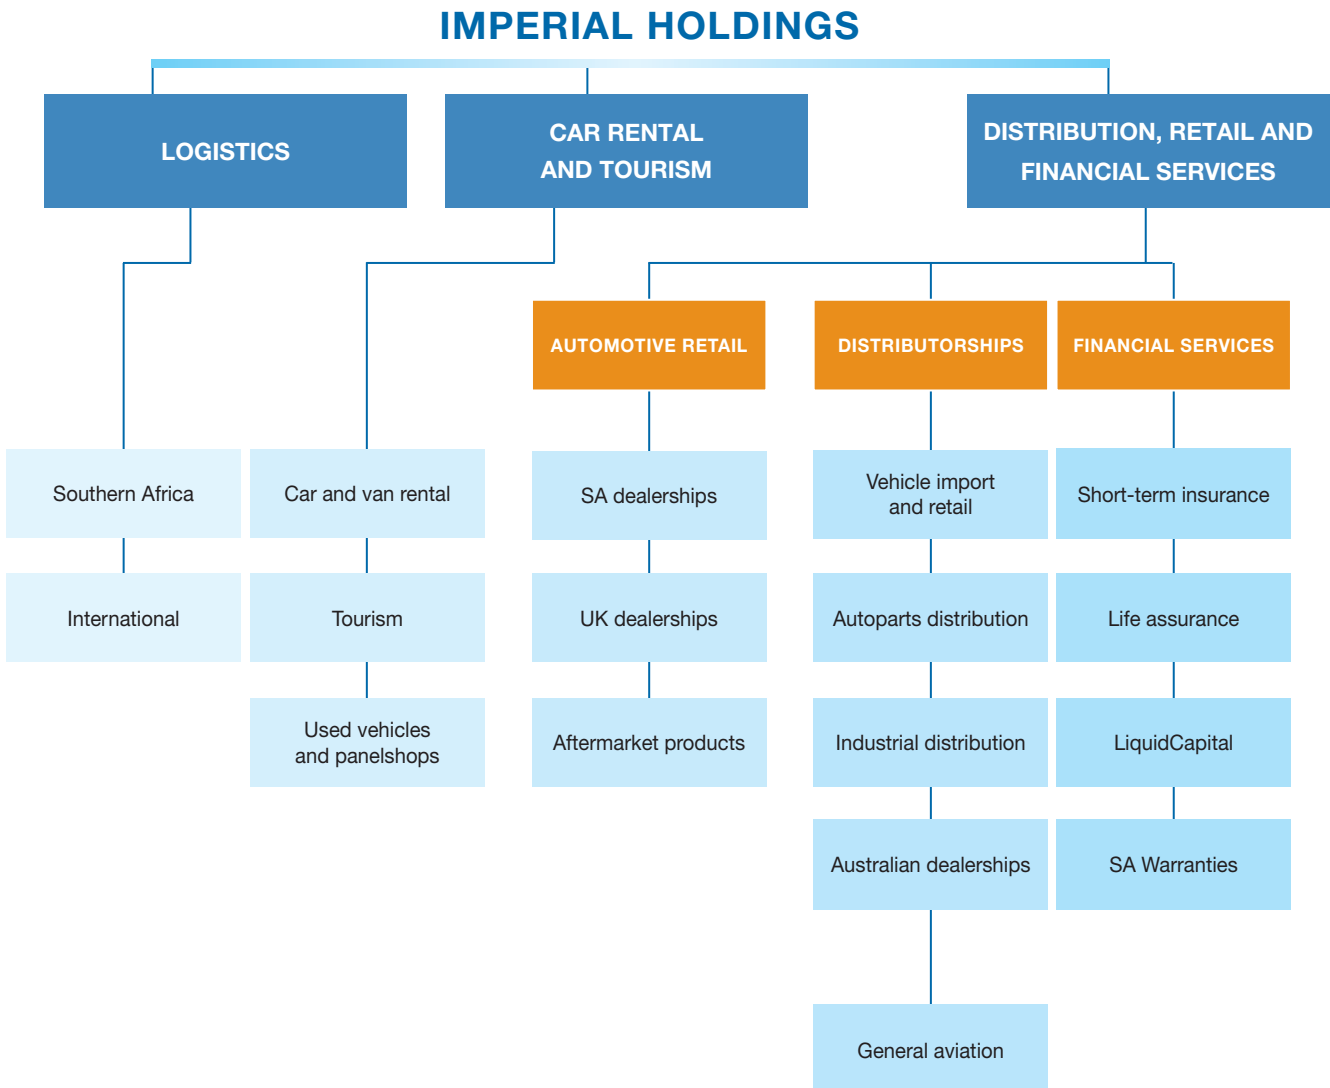 IMPERIAL HOLDINGS
LOGISTICS
CAR RENTAL
AND TOURISM
DISTRIBUTION, RETAIL AND
FINANCIAL SERVICES
AUTOMOTIVE RETAIL
DISTRIBUTORSHIPS
FINANCIAL SERVICES
Southern Africa
International
Car and van rental
Tourism
Used vehicles
and panelshops
SA dealerships
UK dealerships
Aftermarket products
Vehicle import
and retail
Autoparts distribution
Industrial distribution
Australian dealerships
General aviation
Short-term insurance
Life assurance
LiquidCapital
SA Warranties